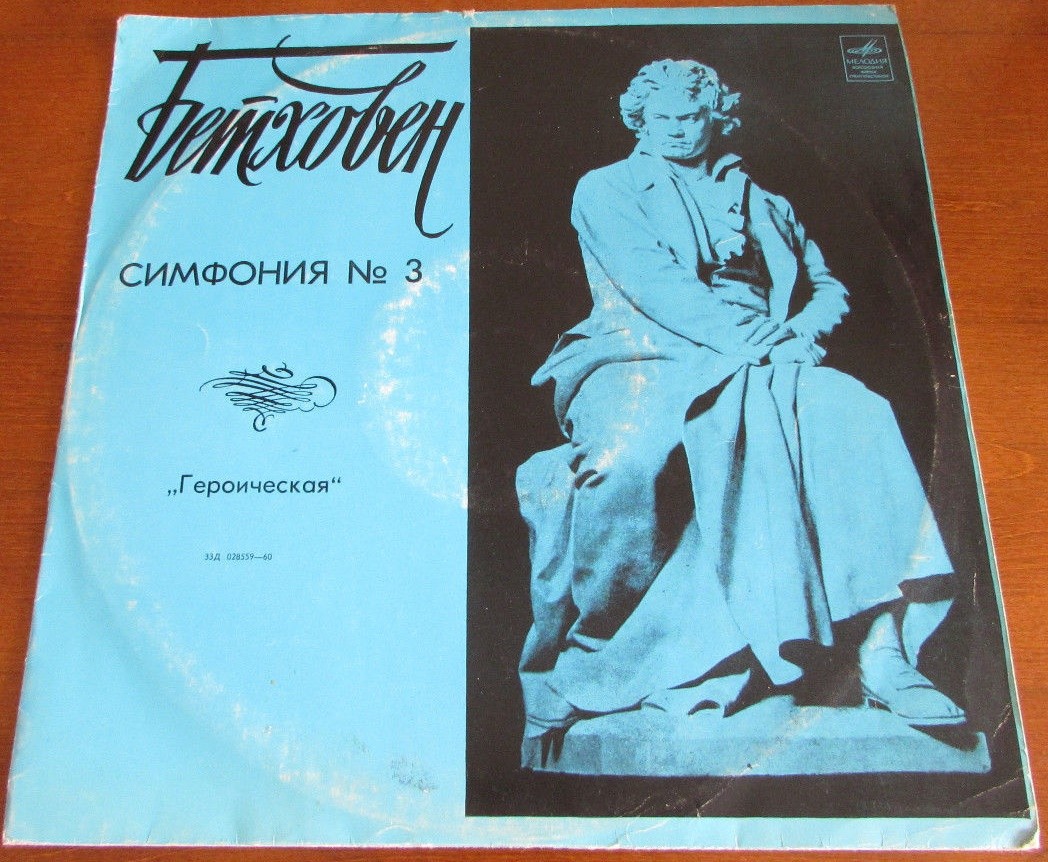 Бетховен
СИМФОНИЯ № 3
„Героическая“
33Д 028559—60
МЕЛОДИЯ